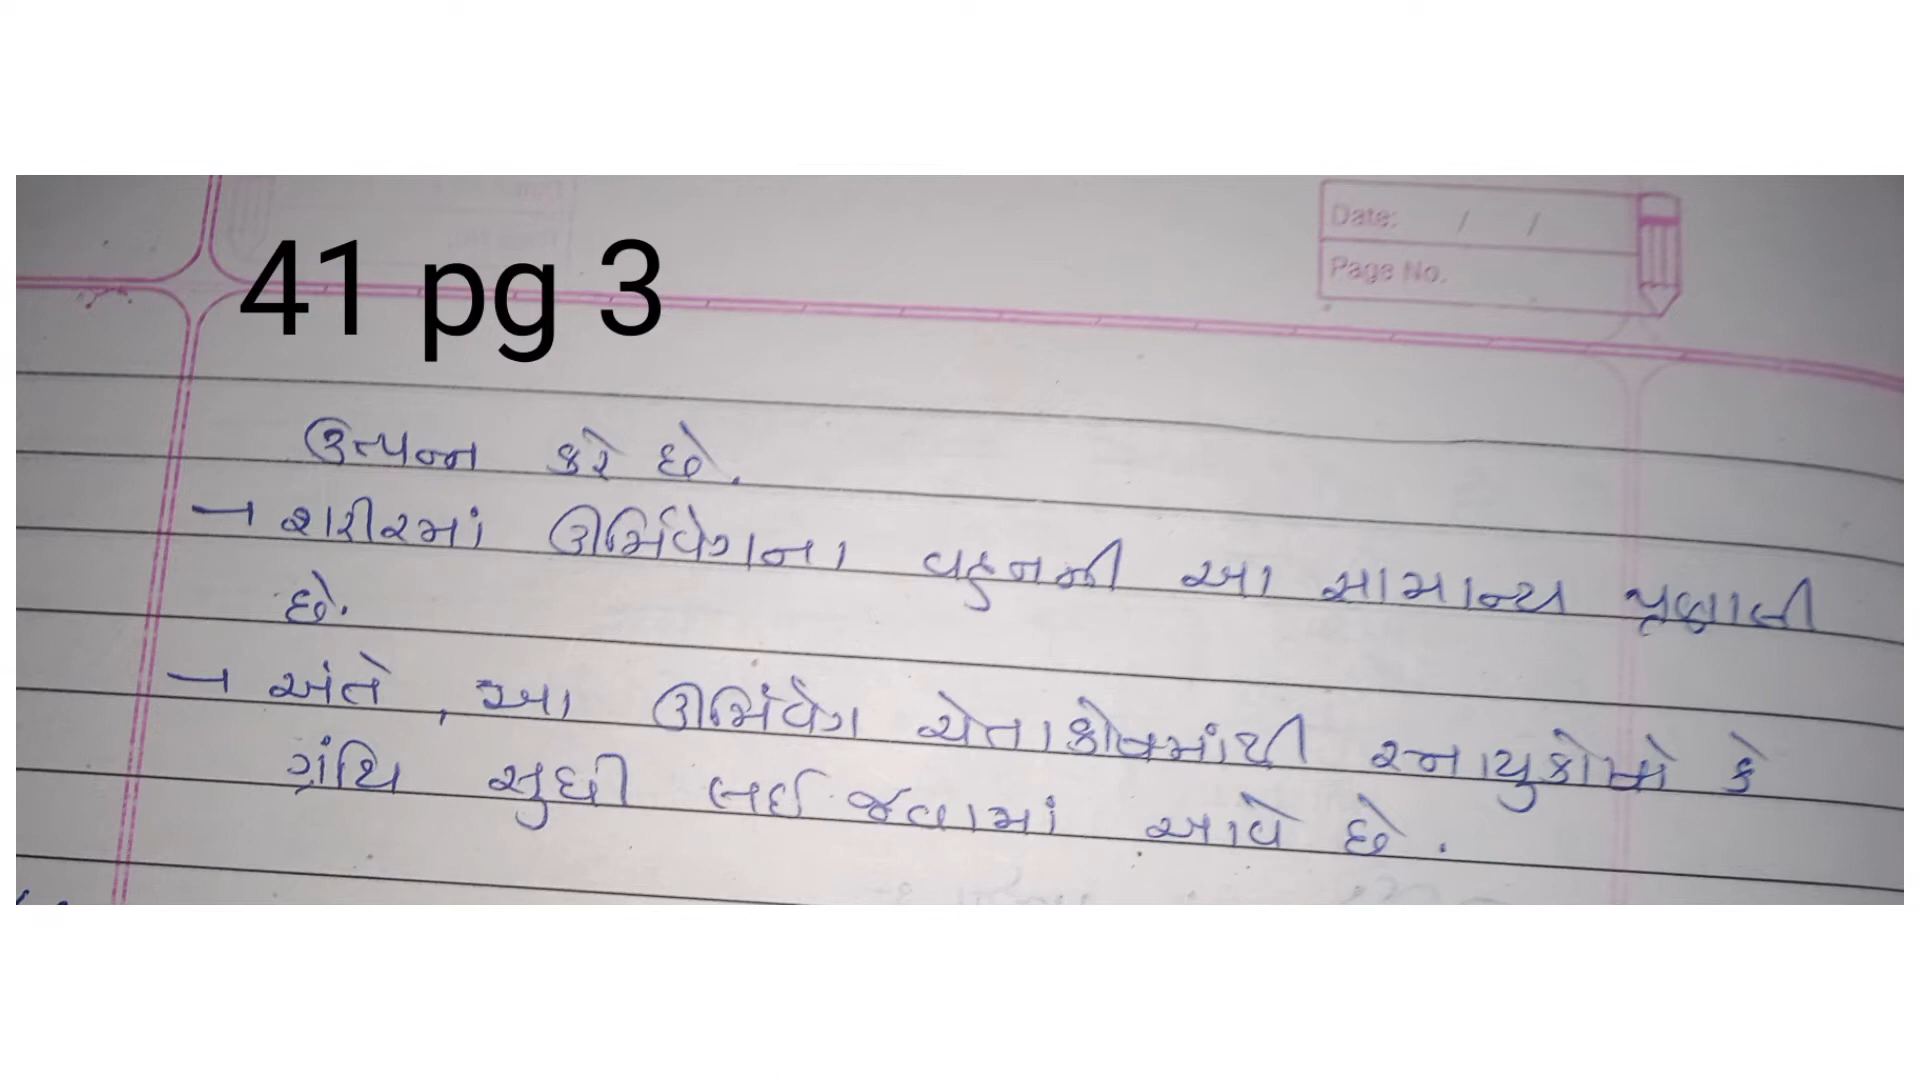 Date: / /
Page No.
41 pg 3
ઉત્પન્ન કરે છે.
→ શરીરમાં ઊર્મિવેગના વહનની આ સામાન્ય પ્રણાલી
છે.
→ અંતે, આ ઊર્મિવેગ ચેતાકોષમાંથી સ્નાયુકોષો કે
ગ્રંથિ સુધી લઈ જવામાં આવે છે.